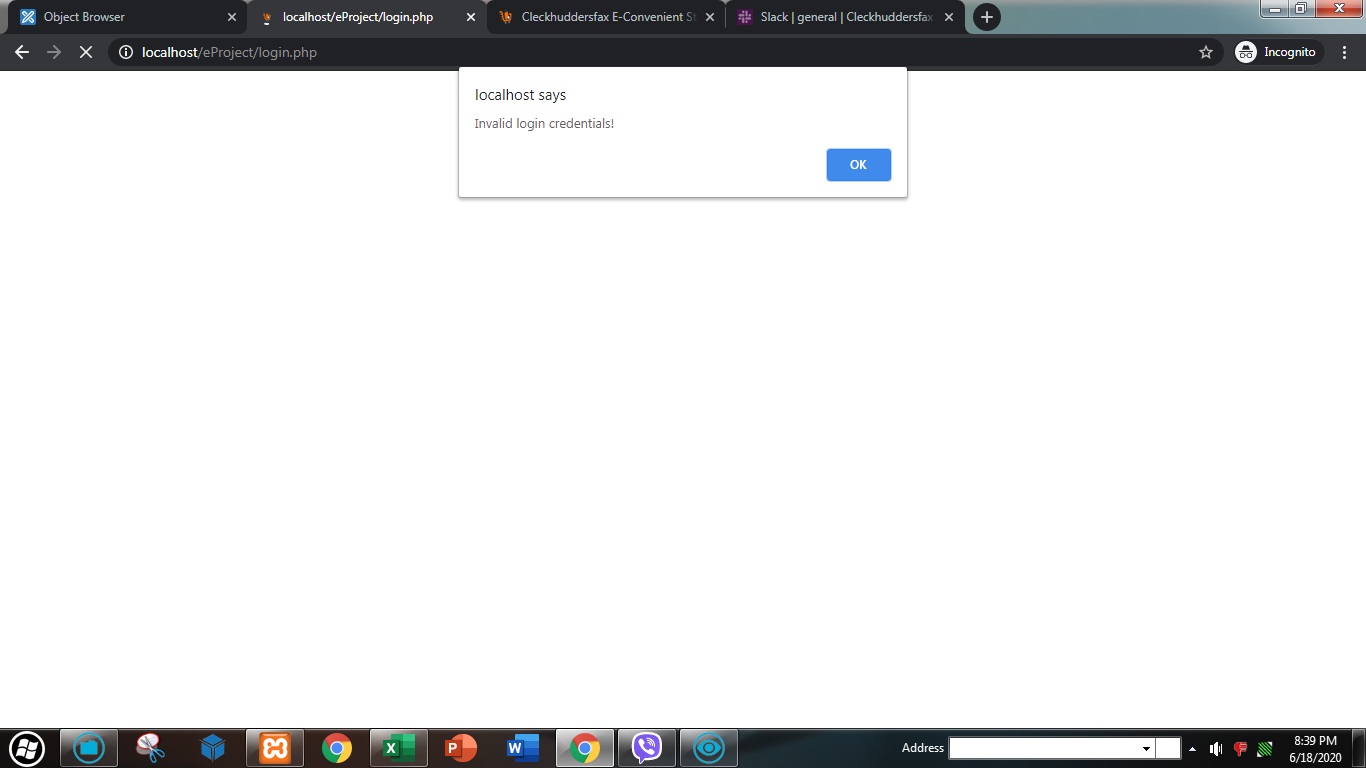 Object Browser
localhost/eProject/login.php
Cleckhuddersfax E-Convenient St
Slack | general | Cleckhuddersfax
localhost/eProject/login.php
Incognito
localhost says
Invalid login credentials!
OK
Address
8:39 PM
6/18/2020